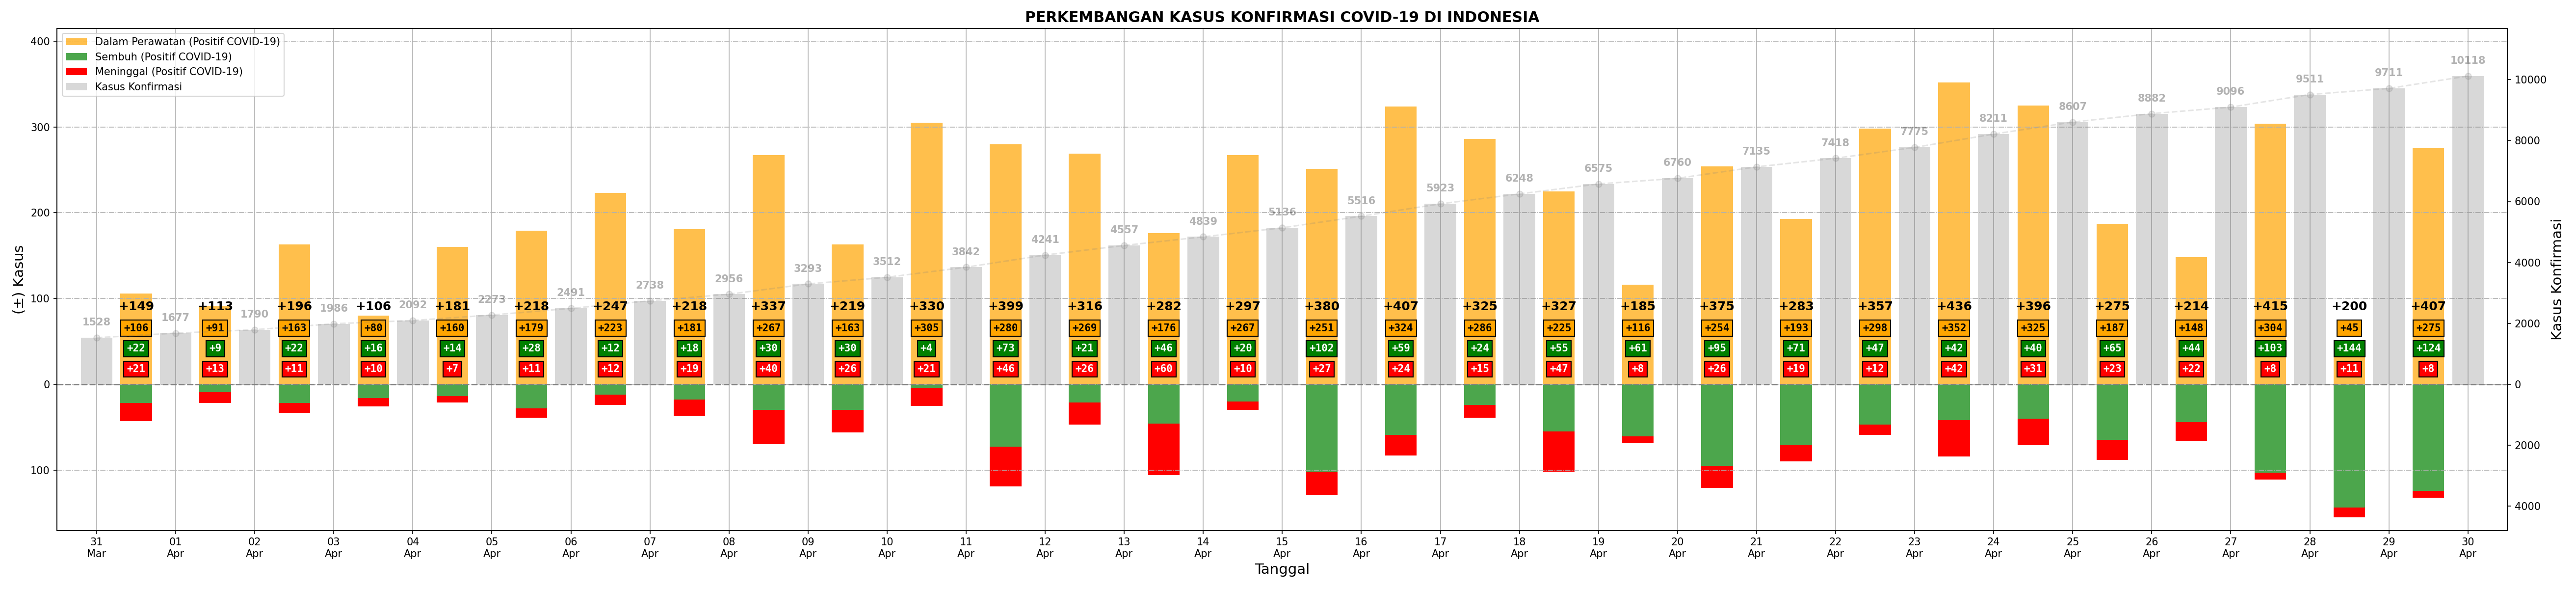 PERKEMBANGAN KASUS KONFIRMASI COVID-19 DI INDONESIA
Dalam Perawatan (Positif COVID-19)
Sembuh (Positif COVID-19)
Meninggal (Positif COVID-19)
Kasus Konfirmasi
(±) Kasus
400
300
200
100
0
100
1528 1677 1790 1986 2092 2273 2491 2738 2956 3293 3512 3842 4241 4557 4839 5136 5516 5923 6248 6575 6760 7135 7418 7775 8211 8607 8882 9096 9511 9711 10118
+149 +113 +196 +106 +181 +218 +247 +218 +337 +219 +330 +399 +316 +282 +297 +380 +407 +325 +327 +185 +375 +283 +357 +436 +396 +275 +214 +415 +200 +407
+106 +91 +163 +80 +160 +179 +223 +181 +267 +163 +305 +280 +269 +176 +267 +251 +324 +286 +225 +116 +254 +193 +298 +352 +325 +187 +148 +304 +45 +275
+22 +9 +22 +16 +14 +28 +12 +18 +30 +30 +4 +73 +21 +46 +20 +102 +59 +24 +55 +61 +95 +71 +47 +42 +40 +65 +44 +103 +144 +124
+21 +13 +11 +10 +7 +11 +12 +19 +40 +26 +21 +46 +26 +60 +10 +27 +24 +15 +47 +8 +26 +19 +12 +42 +31 +23 +22 +8 +11 +8
10000
8000
6000
4000
2000
0
2000
4000
Kasus Konfirmasi
31 01 02 03 04 05 06 07 08 09 10 11 12 13 14 15 16 17 18 19 20 21 22 23 24 25 26 27 28 29 30
Mar Apr Apr Apr Apr Apr Apr Apr Apr Apr Apr Apr Apr Apr Apr Apr Apr Apr Apr Apr Apr Apr Apr Apr Apr Apr Apr Apr Apr Apr Apr
Tanggal